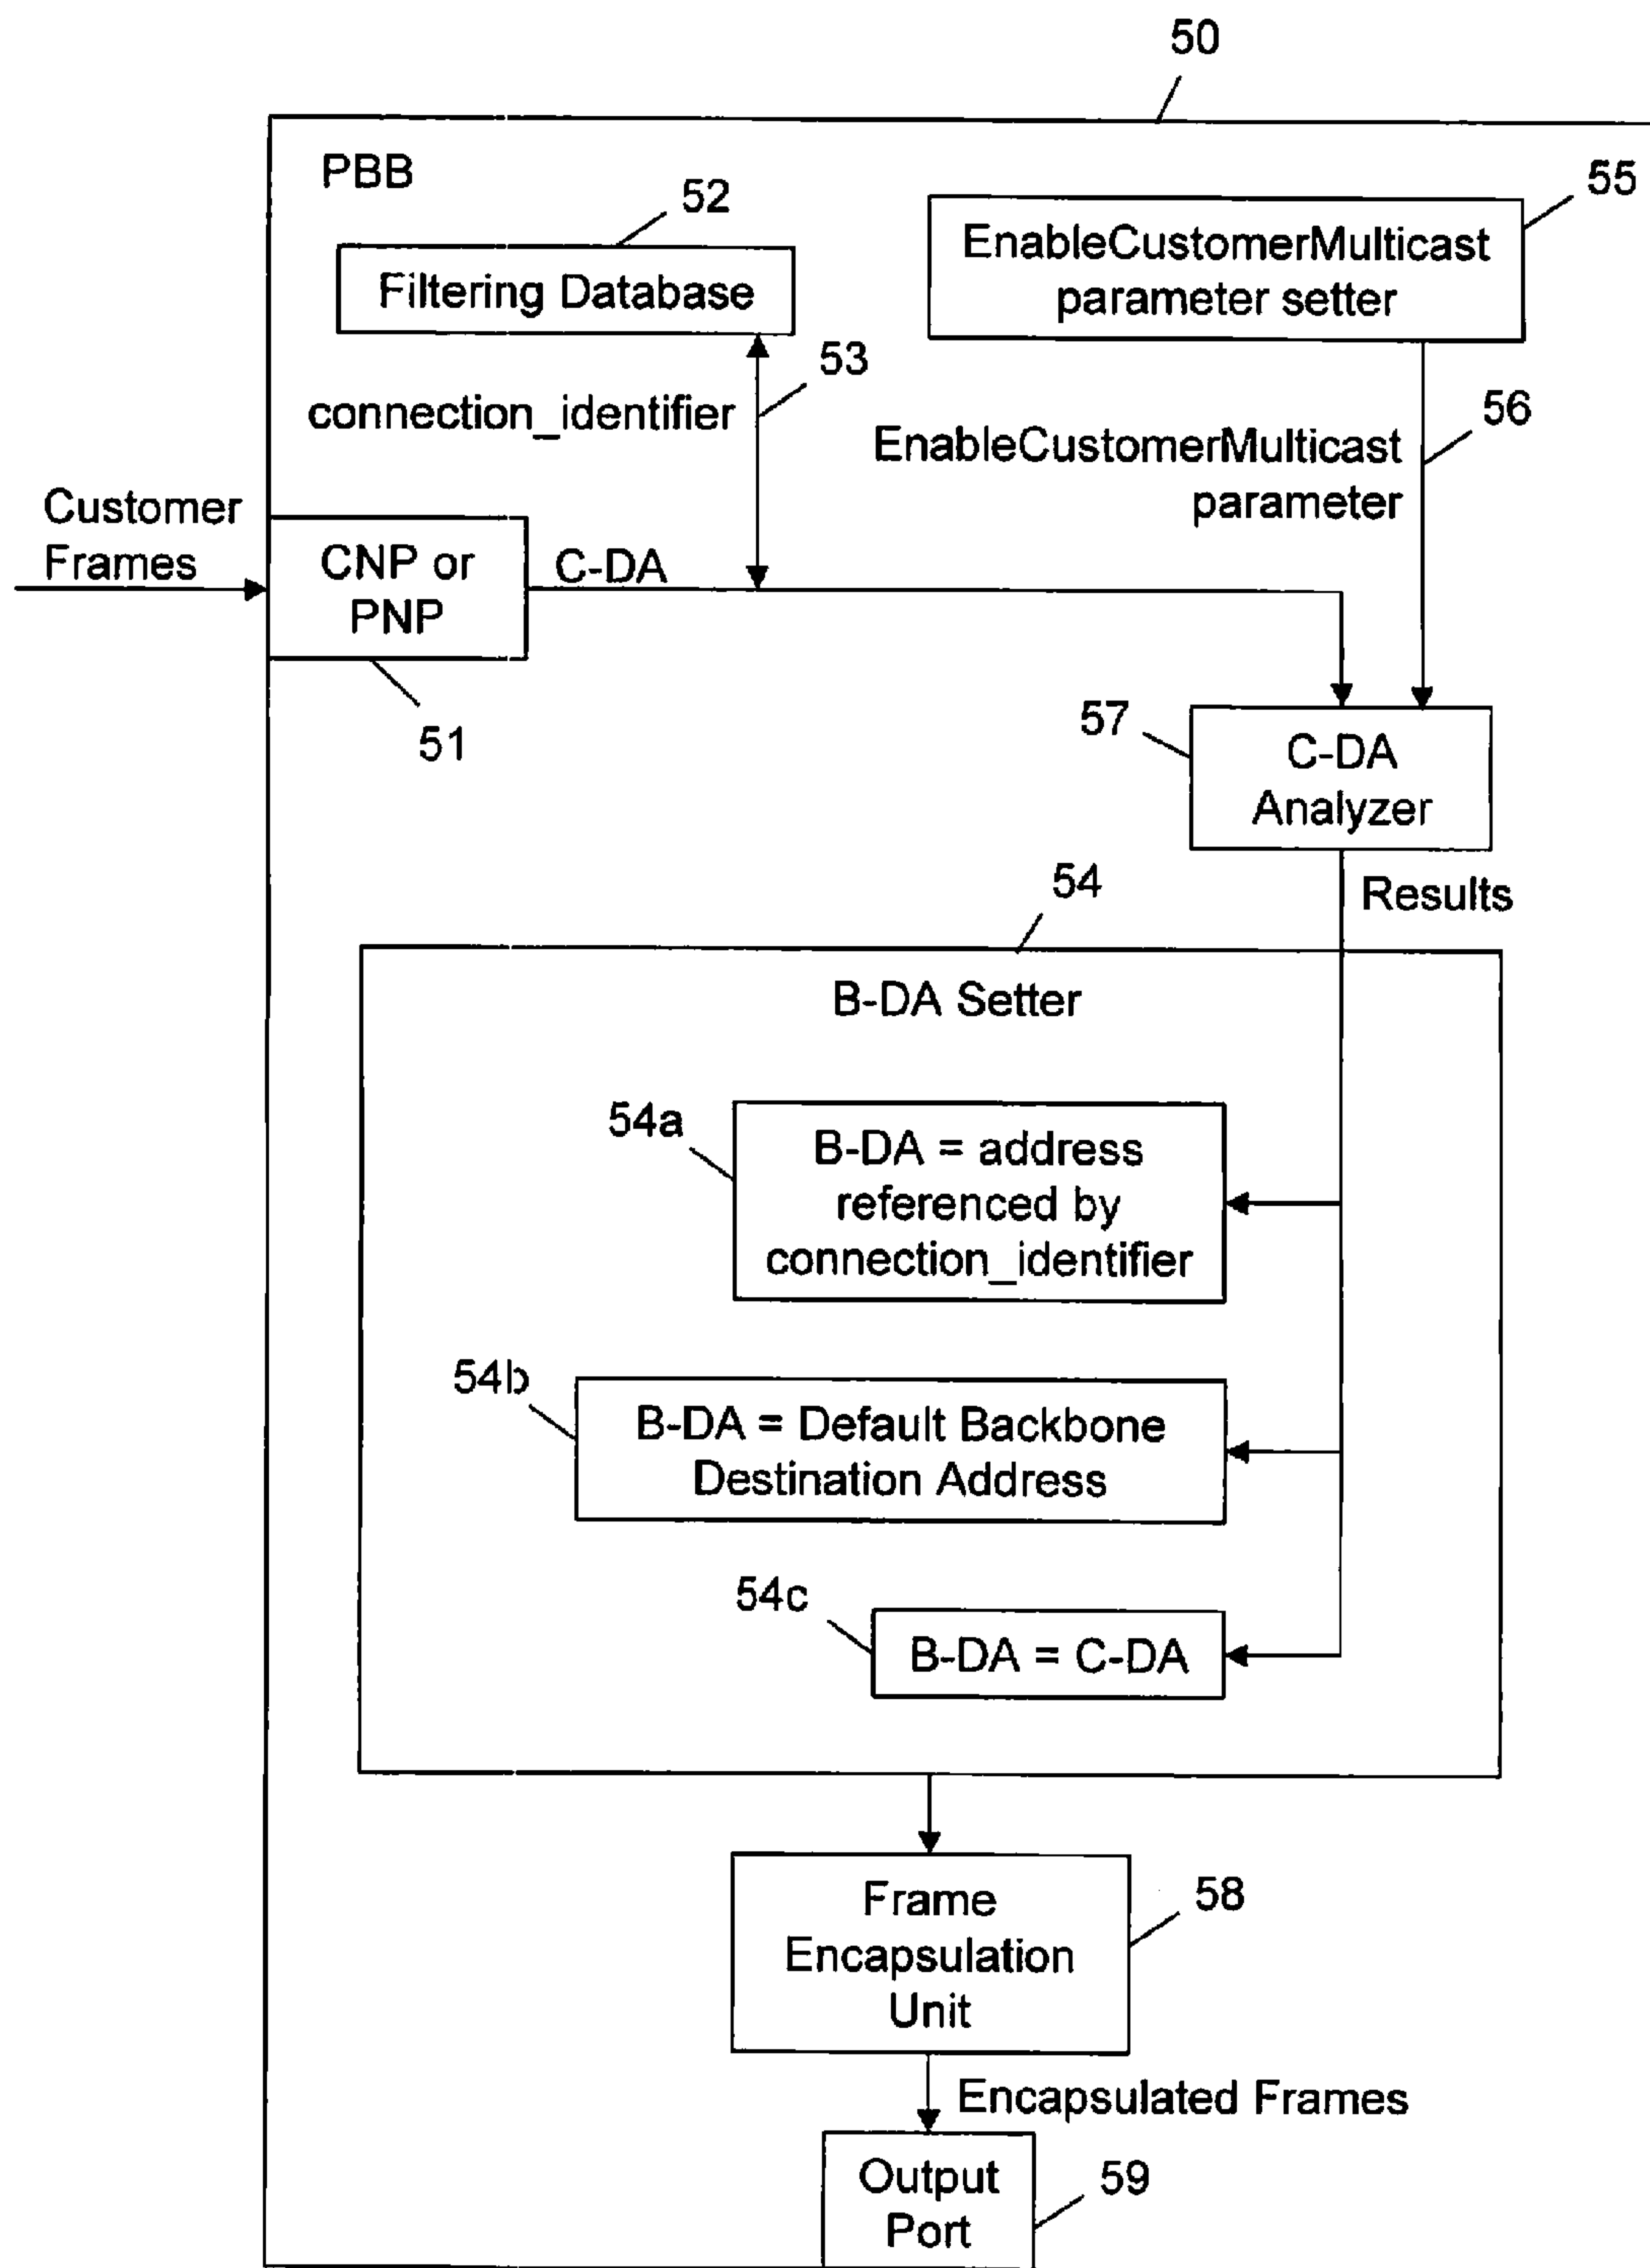 50
PBB
52
55
Filtering Database
EnableCustomerMulticast
parameter setter
53
connection_identifier
56
EnableCustomerMulticast
parameter
Customer
Frames
CNP or
PNP
C-DA
51
57
C-DA
Analyzer
54
Results
B-DA Setter
54a
B-DA = address
referenced by
connection_identifier
54b
B-DA = Default Backbone
Destination Address
54c
B-DA = C-DA
58
Frame
Encapsulation
Unit
Encapsulated Frames
Output
Port
59